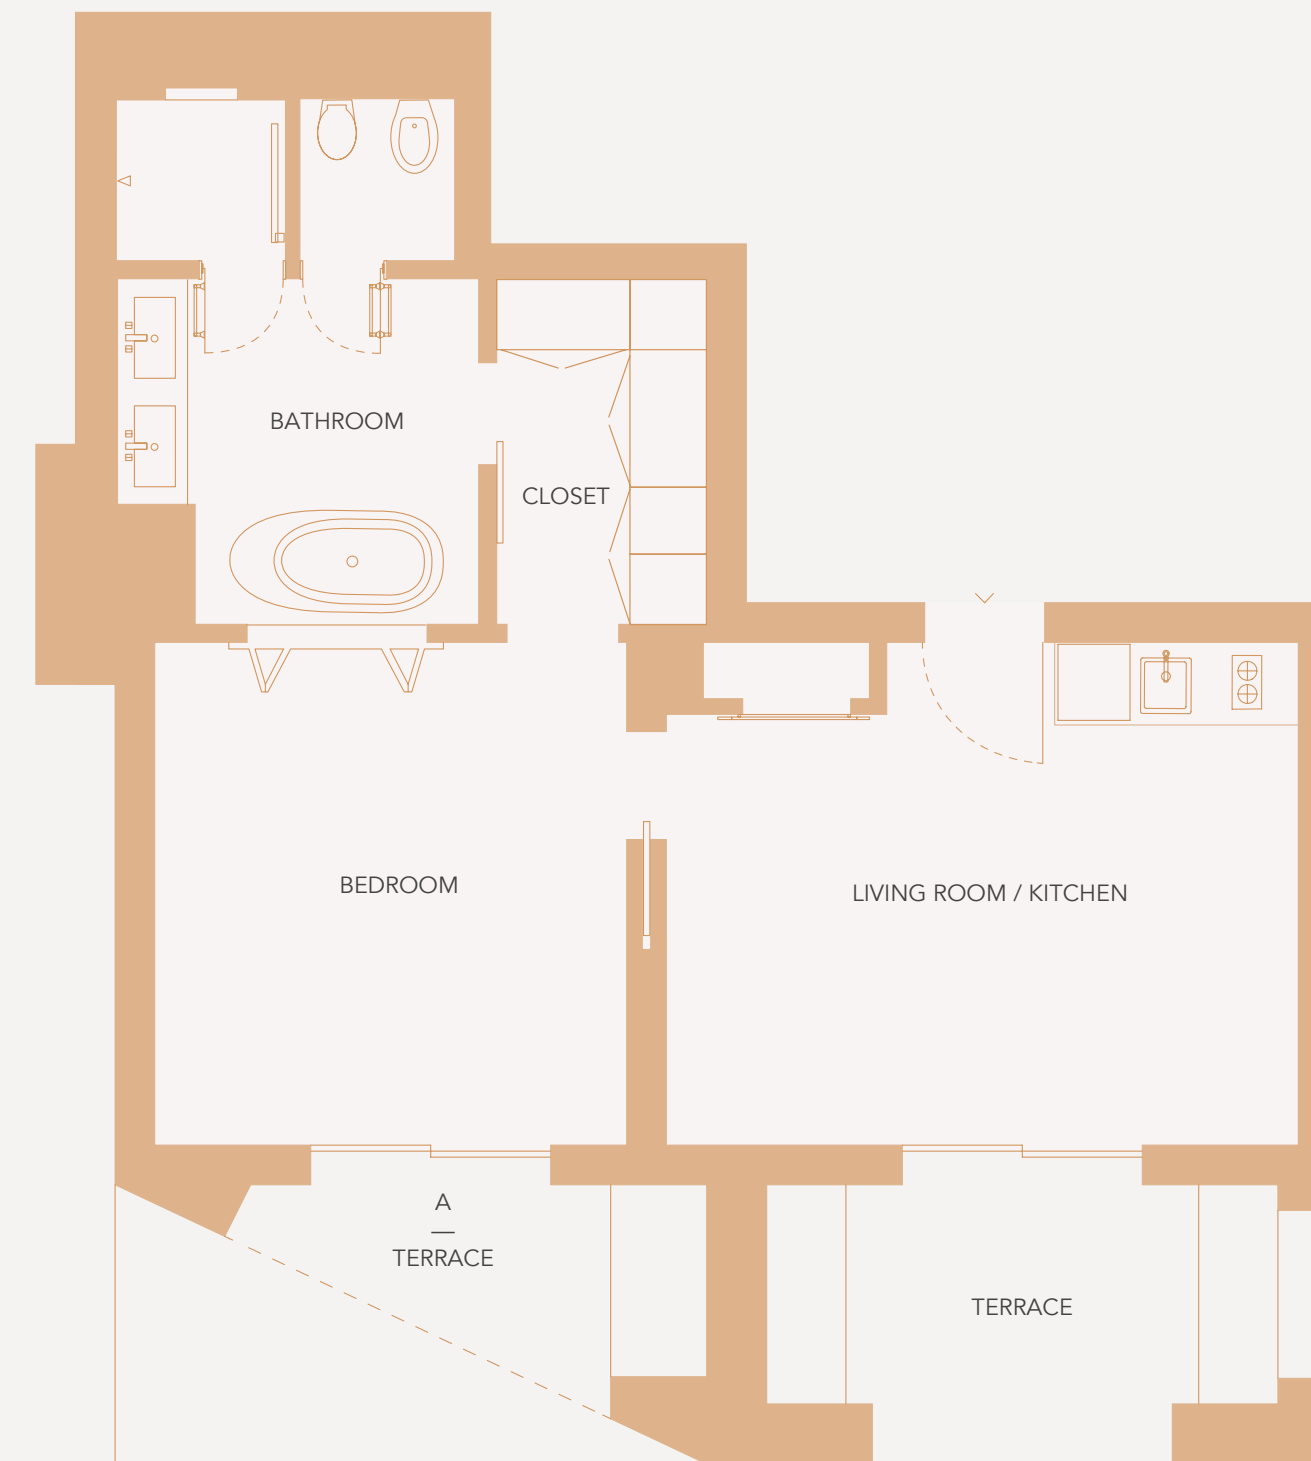 BATHROOM
CLOSET
BEDROOM
LIVING ROOM / KITCHEN
A
TERRACE
TERRACE